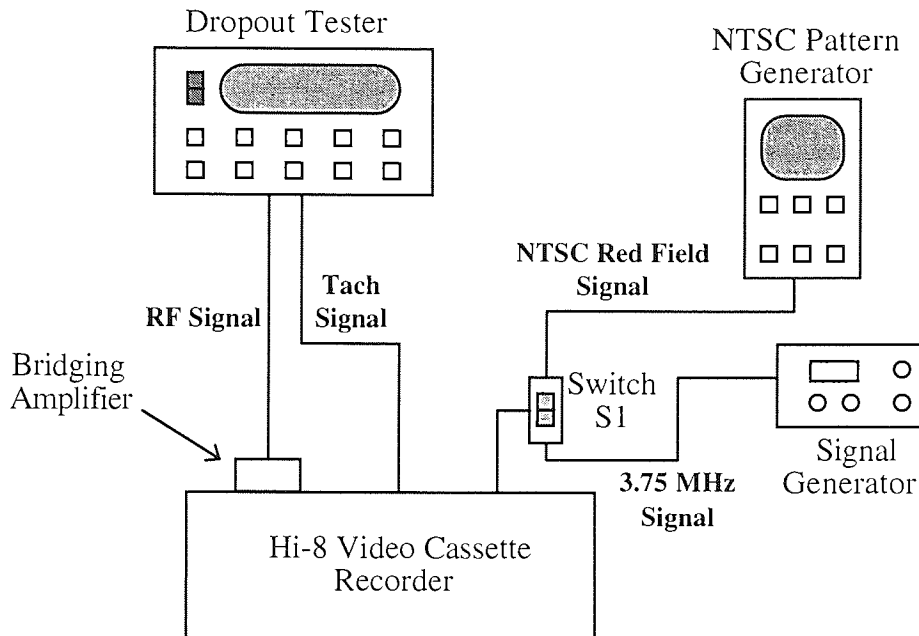 Dropout Tester
NTSC Pattern
Generator
NTSC Red Field
Signal
Tach
Signal
RF Signal
Bridging
Amplifier
Switch
S1
Signal
Generator
3.75 MHz
Signal
Hi-8 Video Cassette
Recorder